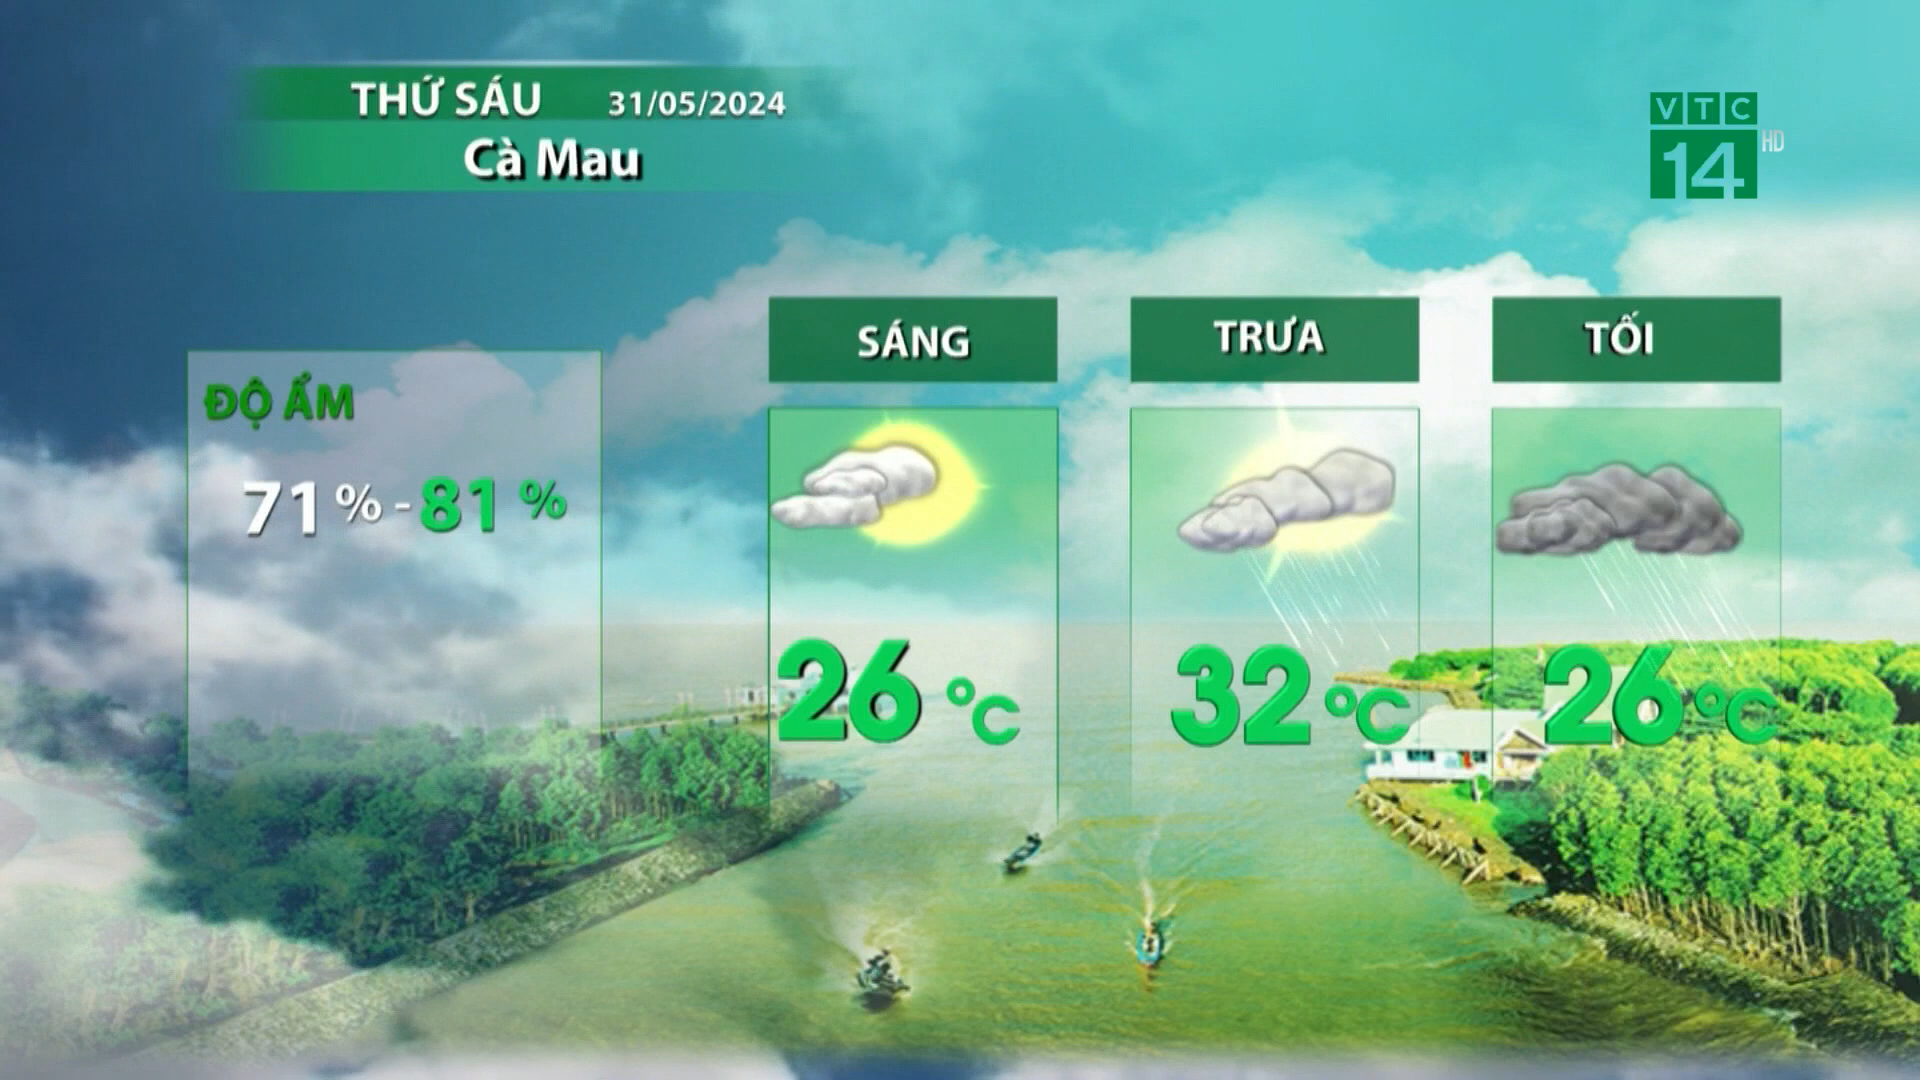 THỨ SÁU 31/05/2024
Cà Mau
VTC
14 HD
SÁNG TRƯA TỐI
ĐỘ ẨM
71% - 81%
26 °C 32 °C 26 °C